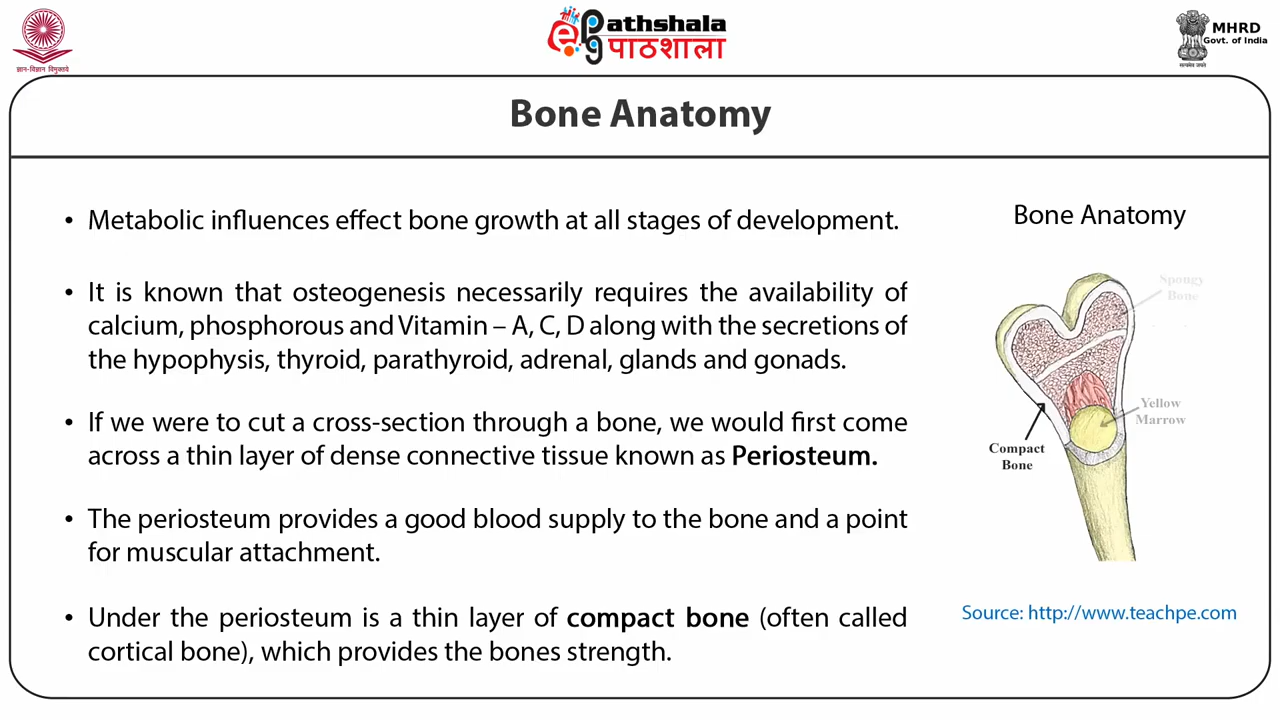 ज्ञान-विज्ञान विमुक्तये
ePG Pathshala
पाठशाला
MHRD
Govt. of India
सत्यमेव जयते
Bone Anatomy
• Metabolic influences effect bone growth at all stages of development.
• It is known that osteogenesis necessarily requires the availability of
calcium, phosphorous and Vitamin – A, C, D along with the secretions of
the hypophysis, thyroid, parathyroid, adrenal, glands and gonads.
• If we were to cut a cross-section through a bone, we would first come
across a thin layer of dense connective tissue known as Periosteum.
• The periosteum provides a good blood supply to the bone and a point
for muscular attachment.
• Under the periosteum is a thin layer of compact bone (often called
cortical bone), which provides the bones strength.
Bone Anatomy
Spongy
Bone
Yellow
Marrow
Compact
Bone
Source: http://www.teachpe.com